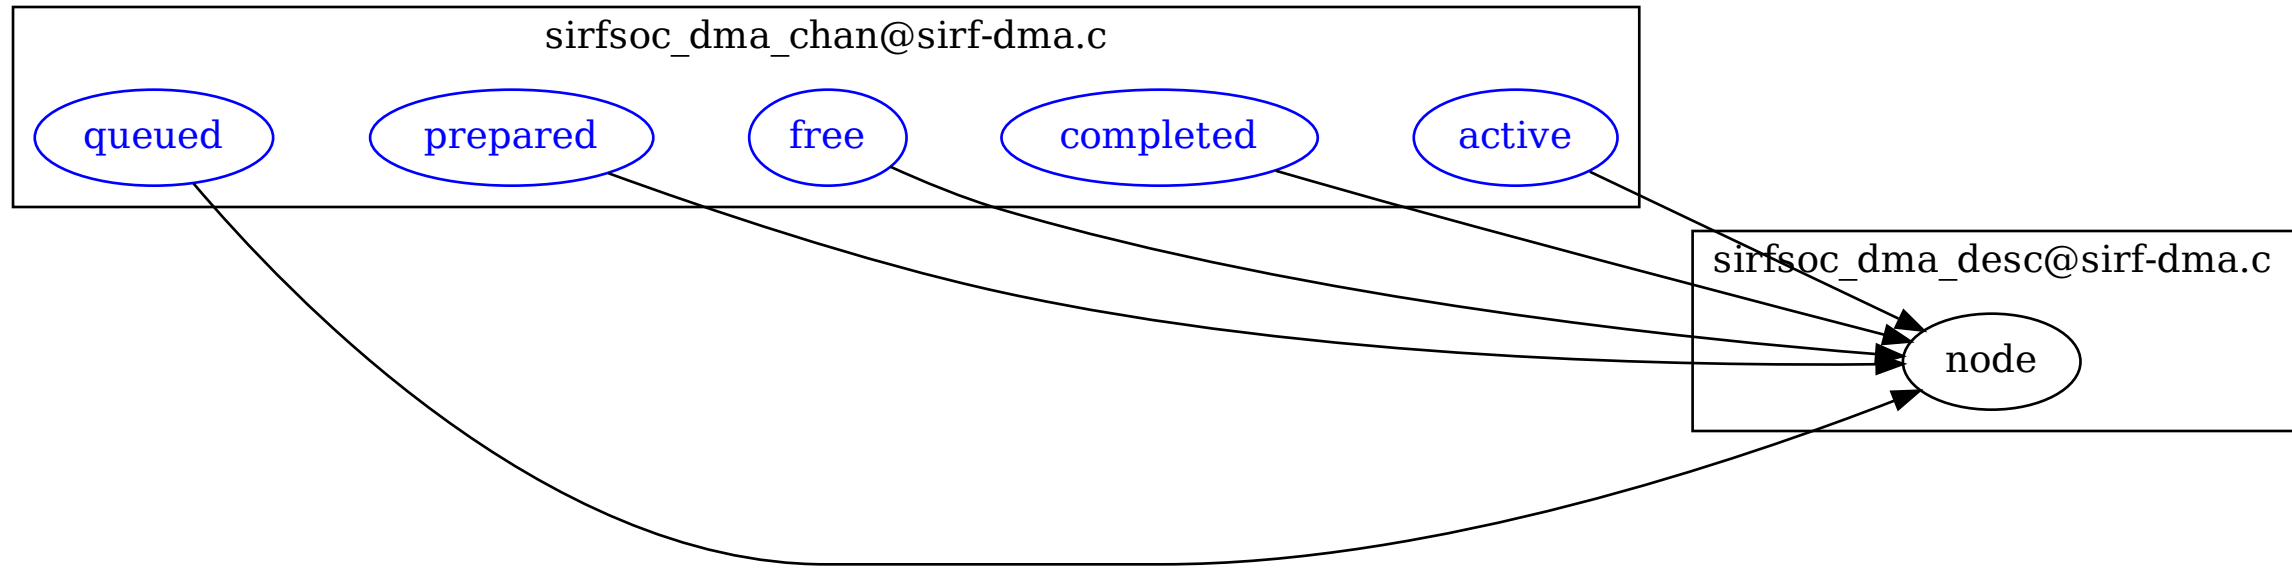 sirfsoc_dma_chan@sirf-dma.c
queued
prepared
free
completed
active
sirfsoc_dma_desc@sirf-dma.c
node